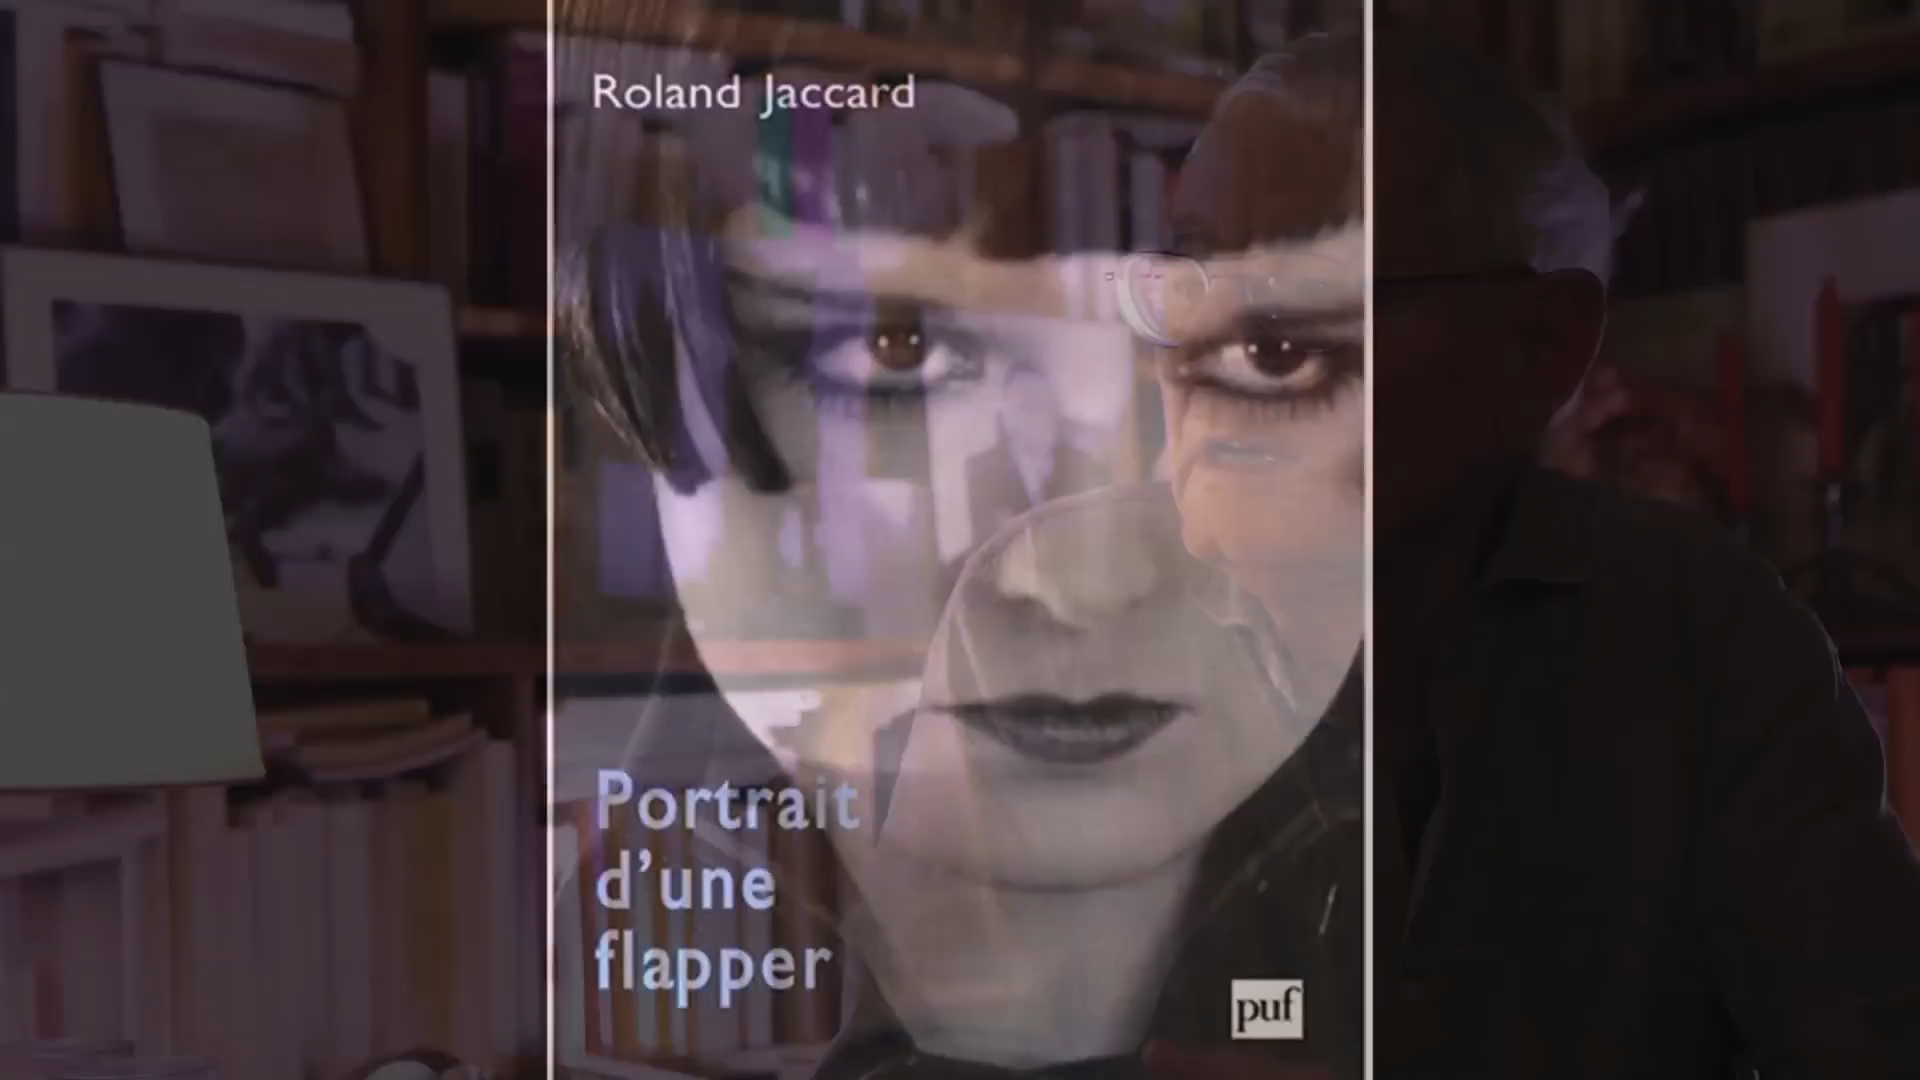 Roland Jaccard
Portrait
d'une
flapper
puf